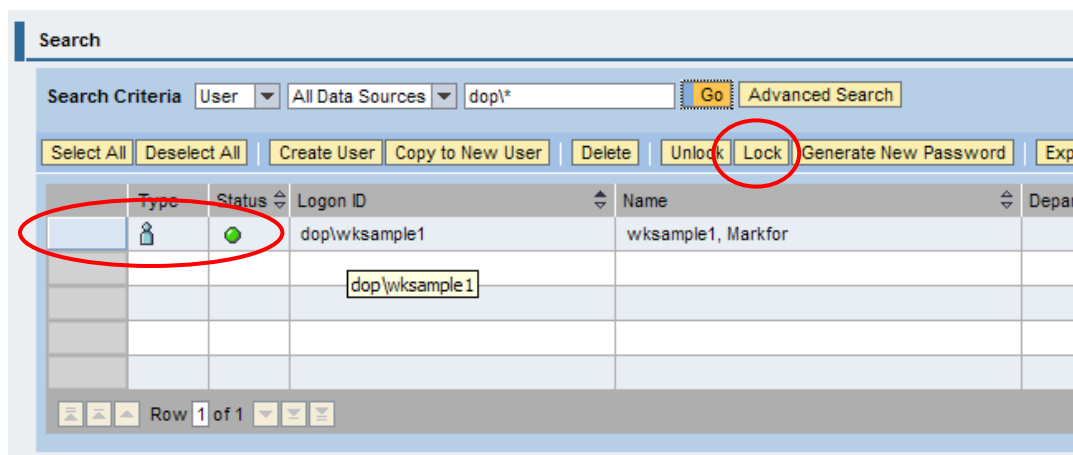 Search
Search Criteria User All Data Sources dop\* Go Advanced Search
Select All Deselect All Create User Copy to New User Delete Unlock Lock Generate New Password Exp
Type Status Logon ID Name Depar
dop\wksample1 wksample1, Markfor
dop\wksample1
Row 1 of 1